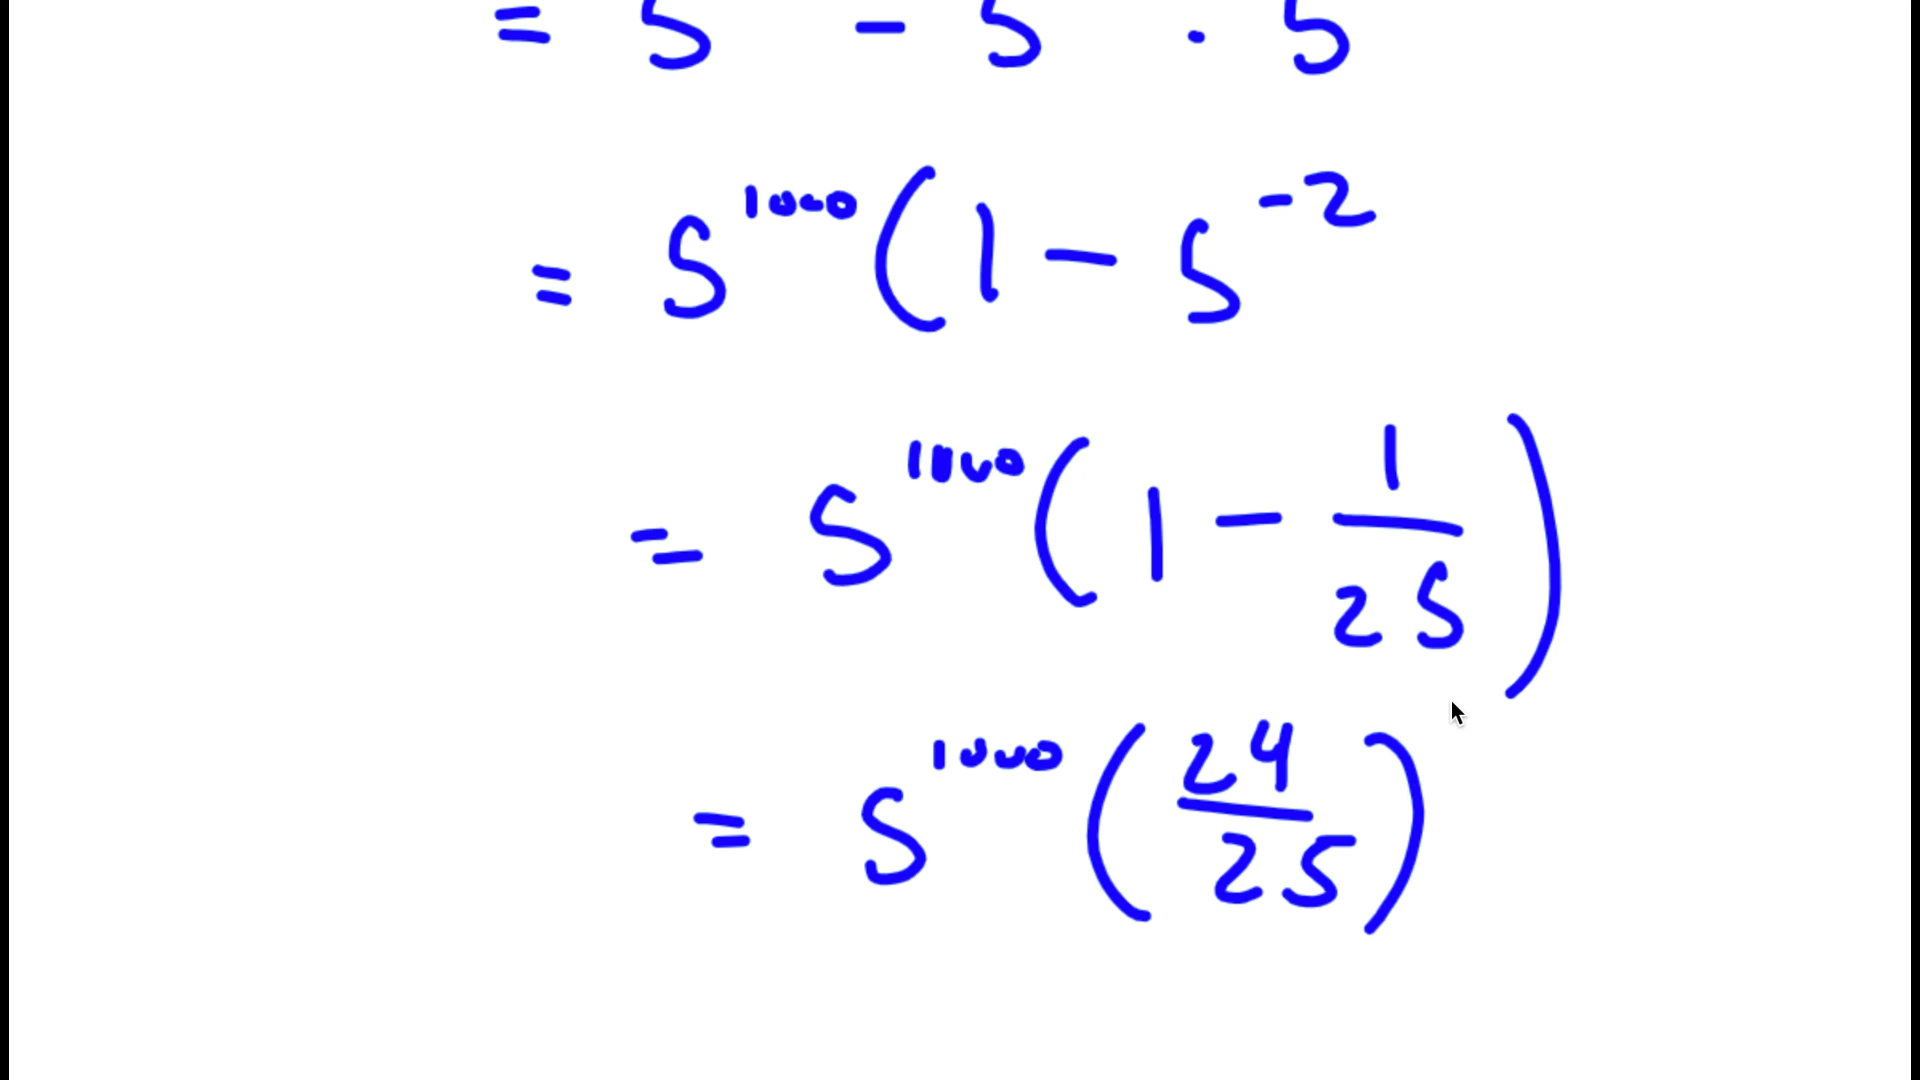 = 5 - 5 · 5
= 5^1000 (1 - 5^-2
= 5^1000 (1 - 1/25)
= 5^1000 (24/25)